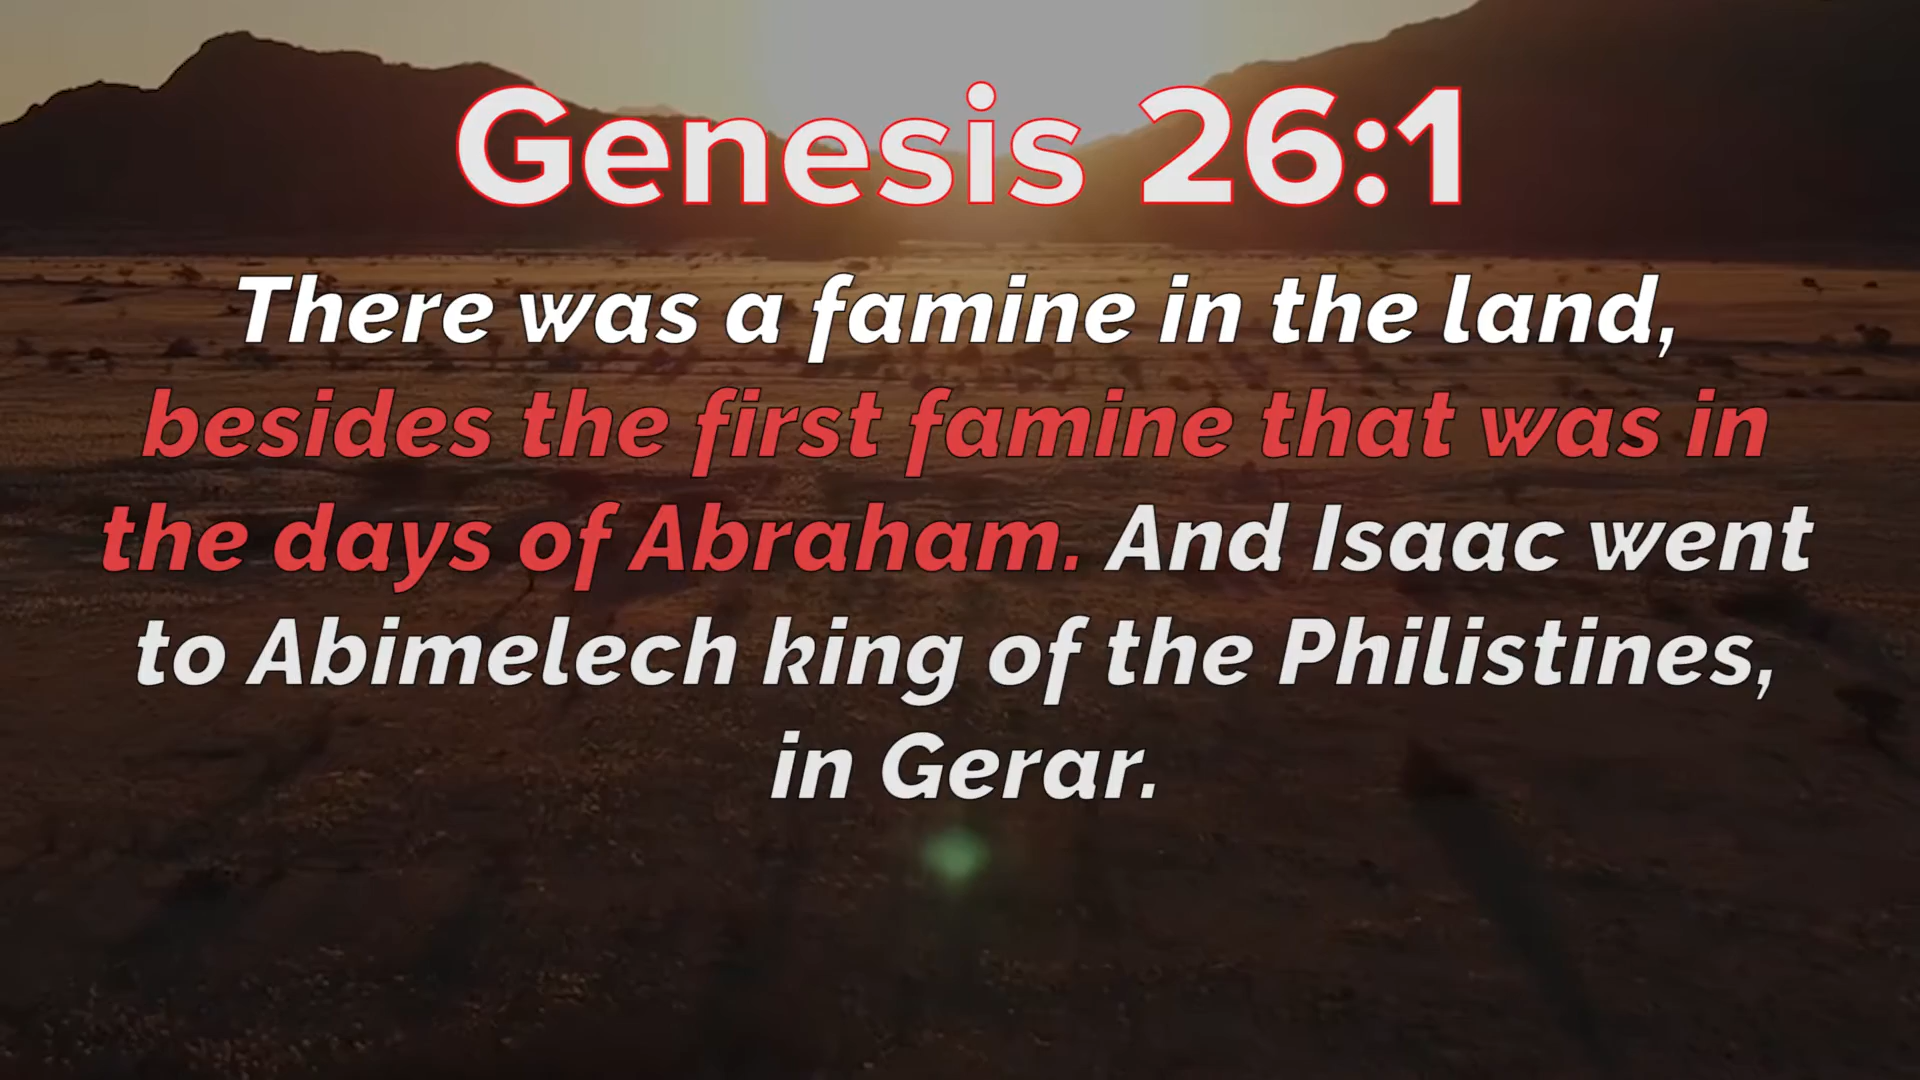 Genesis 26:1
There was a famine in the land,
besides the first famine that was in
the days of Abraham. And Isaac went
to Abimelech king of the Philistines,
in Gerar.